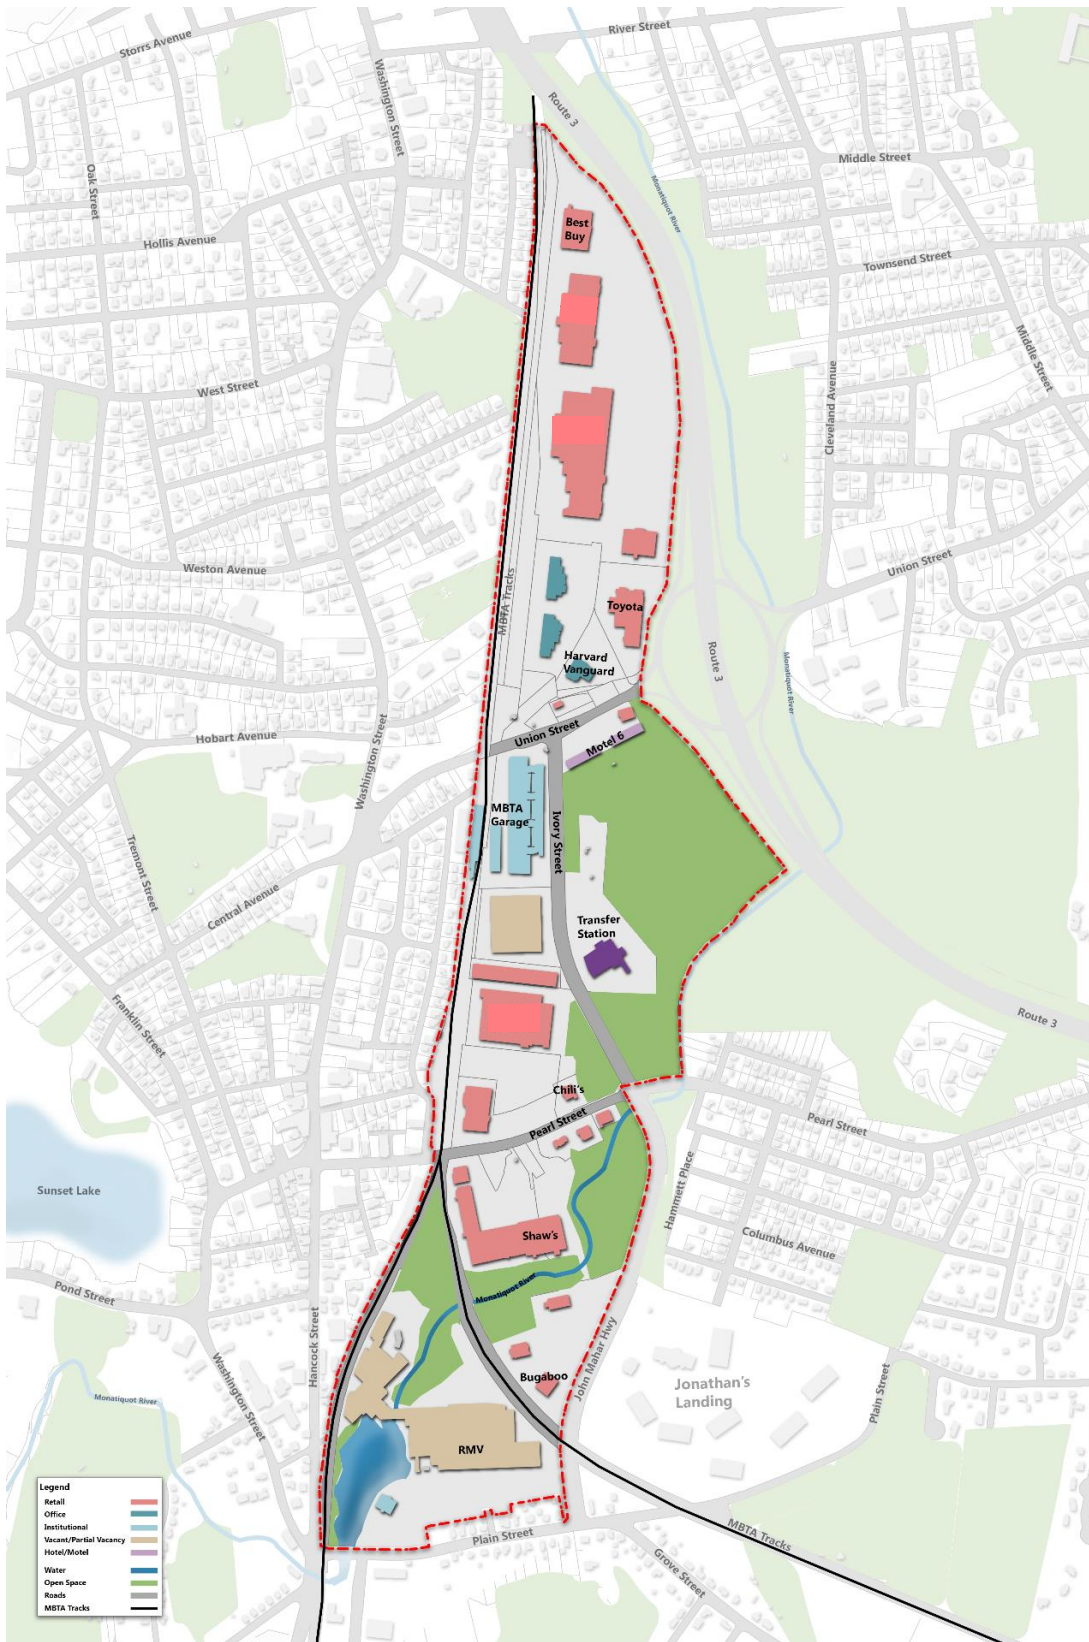 River Street
Storrs Avenue
Washington Street
Route 3
Middle Street
Oak Street
Monatiquot River
Best
Buy
Hollis Avenue
Townsend Street
Middle Street
West Street
Cleveland Avenue
Union Street
Weston Avenue
MBTA Tracks
Toyota
Harvard
Vanguard
Route 3
Monatiquot River
Union Street
Motel 6
Hobart Avenue
Washington Street
MBTA
Garage
Ivory Street
Tremont Street
Central Avenue
Transfer
Station
Franklin Street
Route 3
Chili's
Pearl Street
Pearl Street
Hammett Place
Sunset Lake
Shaw's
Columbus Avenue
Monatiquot River
Pond Street
Hancock Street
Washington Street
John Mahar Hwy
Bugaboo
Jonathan's
Landing
Plain Street
Monatiquot River
RMV
Legend
Retail
Office
Institutional
Vacant/Partial Vacancy
Hotel/Motel
Water
Open Space
Roads
MBTA Tracks
Plain Street
MBTA Tracks
Grove Street